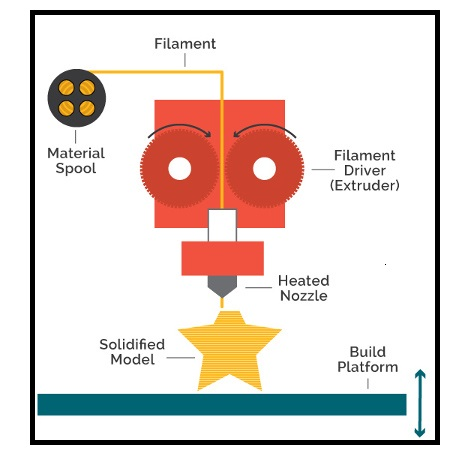 Filament
Material
Spool
Filament
Driver
(Extruder)
Heated
Nozzle
Solidified
Model
Build
Platform